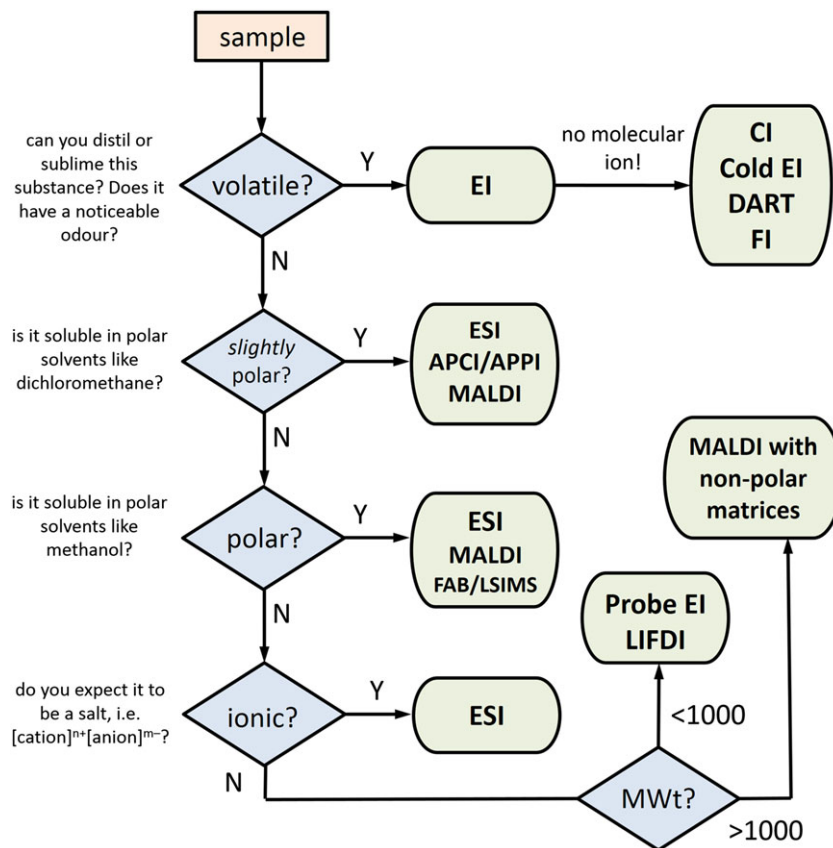 sample
can you distil or
sublime this
substance? Does it
have a noticeable
odour?
volatile?
Y
EI
no molecular
ion!
CI
Cold EI
DART
FI
N
is it soluble in polar
solvents like
dichloromethane?
slightly
polar?
Y
ESI
APCI/APPI
MALDI
N
MALDI with
non-polar
matrices
is it soluble in polar
solvents like
methanol?
polar?
Y
ESI
MALDI
FAB/LSIMS
N
Probe EI
LIFDI
do you expect it to
be a salt, i.e.
[cation]ⁿ⁺[anion]ᵐ⁻?
ionic?
Y
ESI
<1000
N
MWt?
>1000